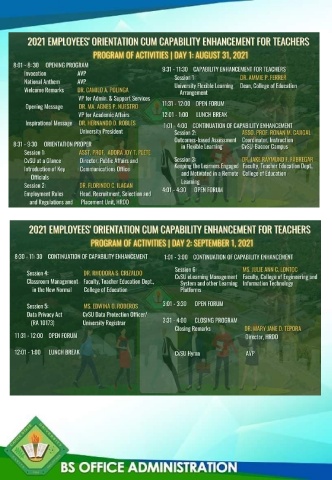 2021 EMPLOYEES' ORIENTATION CUM CAPABILITY ENHANCEMENT FOR TEACHERS
PROGRAM OF ACTIVITIES | DAY 1: AUGUST 31, 2021
8:01 - 8:30 OPENING PROGRAM
Invocation AVP
National Anthem AVP
Welcome Remarks DR. CAMILO A. POLINGA
VP for Admin. & Support Services
Opening Message DR. MA. AGNES P. NUESTRO
VP for Academic Affairs
Inspirational Message DR. HERNANDO D. ROBLES
University President
8:31 - 9:30 ORIENTATION PROPER
Session 1: ASST. PROF.
CvSU at a Glance Director, Public Affairs and
Introduction of Key Communications Office
Officials
Session 2: DR. FLORINDO C. ILAGAN
Employment Rules Head, Recruitment, Selection and
and Regulations and Placement Unit, HRDO
9:31 - 11:30 CAPABILITY ENHANCEMENT FOR TEACHERS
Session 1: DR. AMMIE P. FERRER
University Flexible Learning Dean, College of Education
Arrangement
11:31 - 12:00 OPEN FORUM
12:01 - 1:00 LUNCH BREAK
1:01 - 4:00 CONTINUATION OF CAPABILITY ENHANCEMENT
Session 2: ASSO. PROF. RONAN M. CAJIGAL
Outcomes-based Assessment Coordinator, Instruction
in Flexible Learning CvSU- Bacoor Campus
Session 3: DR. JAKE RAYMUND F. FABREGAR
Keeping the Learners Engaged Faculty, Teacher Education Dept.,
and Motivated in a Remote College of Education
Learning
4:01 - 4:30 OPEN FORUM
2021 EMPLOYEES' ORIENTATION CUM CAPABILITY ENHANCEMENT FOR TEACHERS
PROGRAM OF ACTIVITIES | DAY 2: SEPTEMBER 1, 2021
8:30 - 11:30 CONTINUATION OF CAPABILITY ENHANCEMENT
Session 4: DR. RHODORA S. CRIZALDO
Classroom Management Faculty, Teacher Education Dept.,
in the New Normal College of Education
Session 5: MS. EDWINA O. RODEROS
Data Privacy Act CvSU Data Protection Officer/
(RA 10173) University Registrar
11:31 - 12:00 OPEN FORUM
12:01 - 1:00 LUNCH BREAK
1:01 - 3:00 CONTINUATION OF CAPABILITY ENHANCEMENT
Session 6: MS. JULIE ANN C. LONTOC
CvSU eLearning Management Faculty, College of Engineering and
System and other Learning Information Technology
Platforms
3:01 - 3:30 OPEN FORUM
3:31 - 4:00 CLOSING PROGRAM
Closing Remarks DR. MARY JANE D. TEPORA
Director, HRDO
CvSU Hymn AVP
BS OFFICE ADMINISTRATION